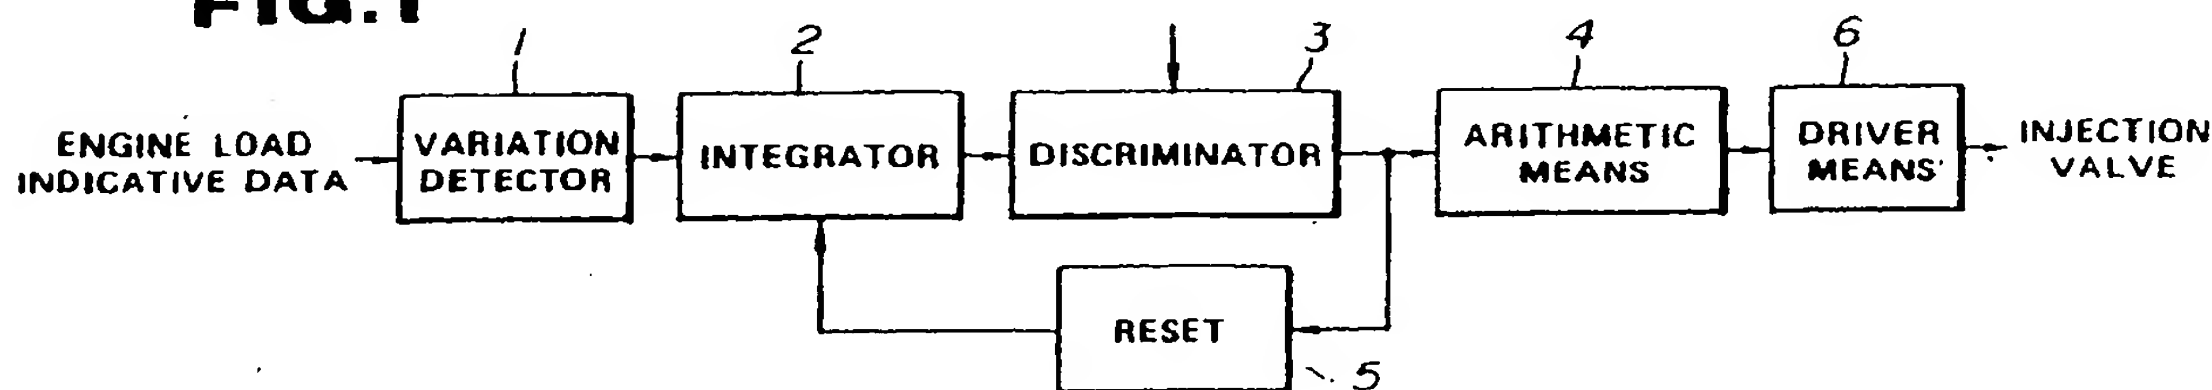 FIG.1
1
2
3
4
6
ENGINE LOAD
INDICATIVE DATA
VARIATION
DETECTOR
INTEGRATOR
DISCRIMINATOR
ARITHMETIC
MEANS
DRIVER
MEANS
INJECTION
VALVE
RESET
5